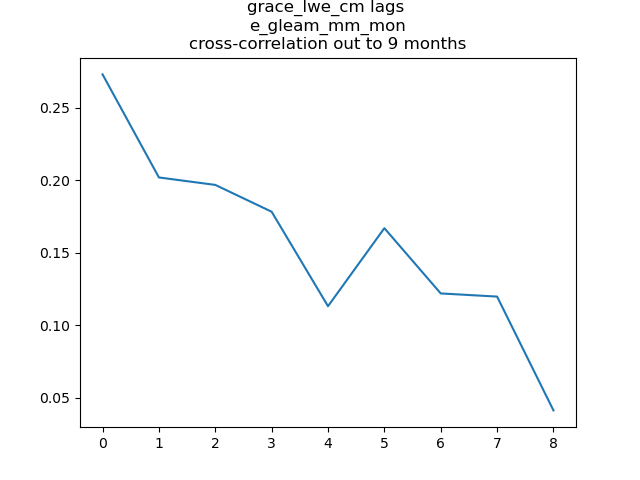 grace_lwe_cm lags
e_gleam_mm_mon
cross-correlation out to 9 months
0.25
0.20
0.15
0.10
0.05
0 1 2 3 4 5 6 7 8